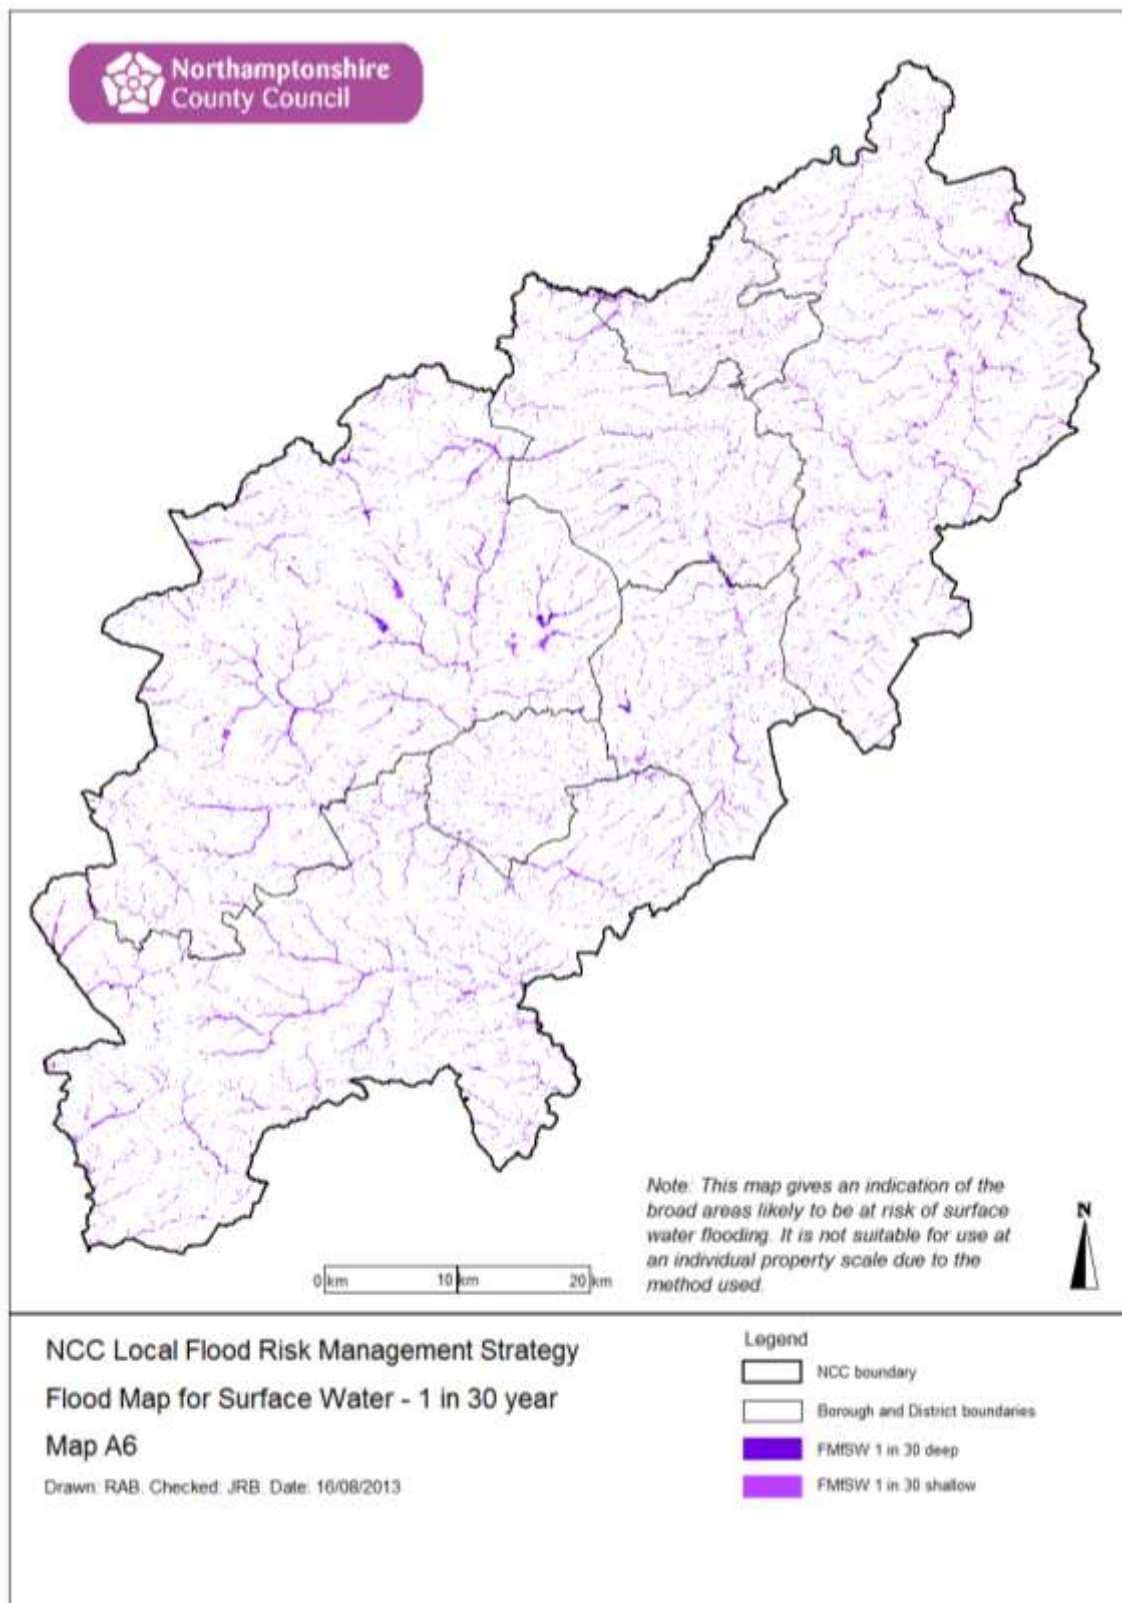 Northamptonshire
County Council
Note: This map gives an indication of the
broad areas likely to be at risk of surface
water flooding. It is not suitable for use at
an individual property scale due to the
method used.
N
0 km 10 km 20 km
NCC Local Flood Risk Management Strategy
Flood Map for Surface Water - 1 in 30 year
Map A6
Drawn: RAB. Checked: JRB. Date: 16/08/2013
Legend
NCC boundary
Borough and District boundaries
FMfSW 1 in 30 deep
FMfSW 1 in 30 shallow